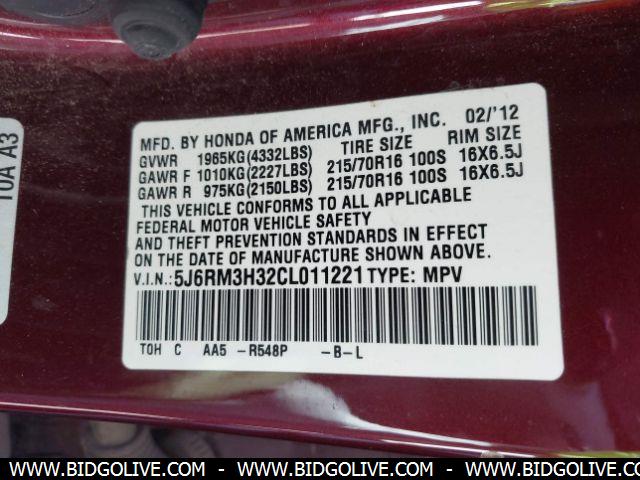 MFD. BY HONDA OF AMERICA MFG., INC. 02/'12
GVWR 1965KG(4332LBS) TIRE SIZE RIM SIZE
GAWR F 1010KG(2227LBS) 215/70R16 100S 16X6.5J
GAWR R 975KG(2150LBS) 215/70R16 100S 16X6.5J
THIS VEHICLE CONFORMS TO ALL APPLICABLE
FEDERAL MOTOR VEHICLE SAFETY
AND THEFT PREVENTION STANDARDS IN EFFECT
ON THE DATE OF MANUFACTURE SHOWN ABOVE.
V.I.N.:5J6RM3H32CL011221 TYPE: MPV
TOH C AA5 -R548P -B-L
10A A3
WWW.BIDGOLIVE.COM - WWW.BIDGOLIVE.COM - WWW.BIDGOLIVE.COM